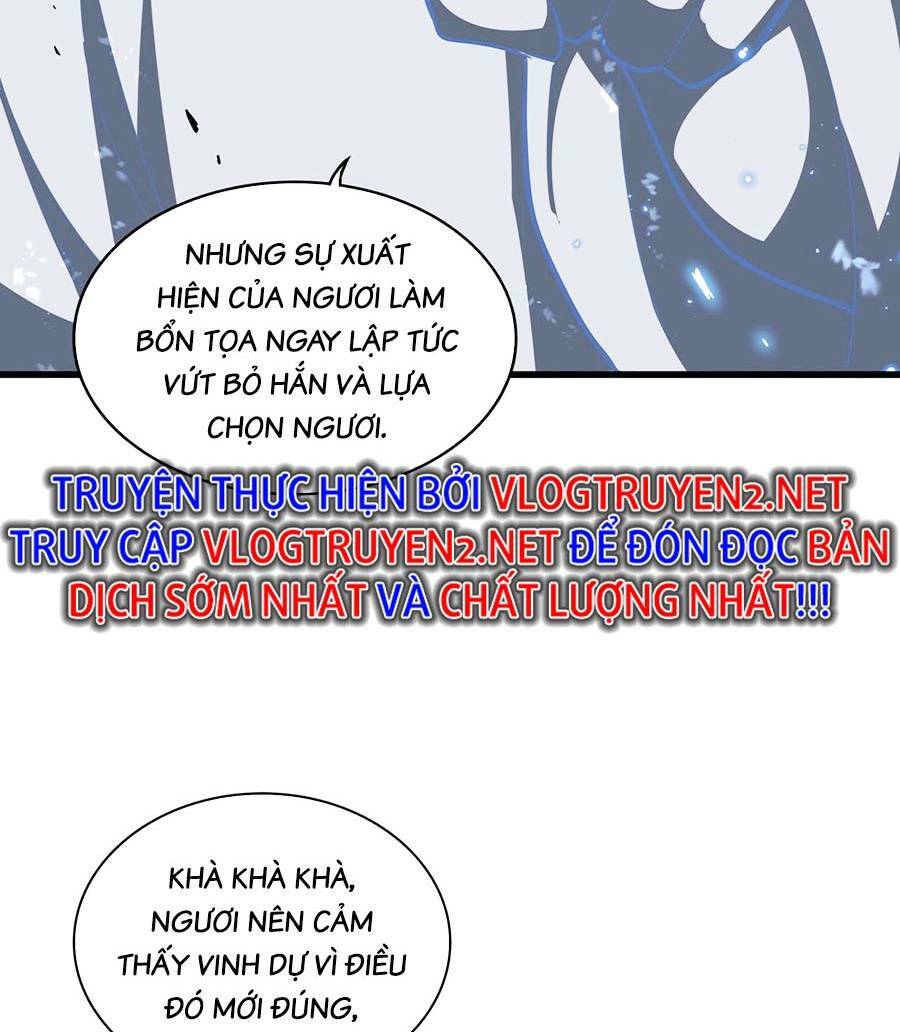 NHƯNG SỰ XUẤT
HIỆN CỦA NGƯƠI LÀM
BỔN TỌA NGAY LẬP TỨC
VỨT BỎ HẮN VÀ LỰA
CHỌN NGƯƠI.
TRUYỆN THỰC HIỆN BỞI VLOGTRUYEN2.NET
TRUY CẬP VLOGTRUYEN2.NET ĐỂ ĐÓN ĐỌC BẢN
DỊCH SỚM NHẤT VÀ CHẤT LƯỢNG NHẤT!!!
KHÀ KHÀ KHÀ,
NGƯƠI NÊN CẢM
THẤY VINH DỰ VÌ ĐIỀU
ĐÓ MỚI ĐÚNG,